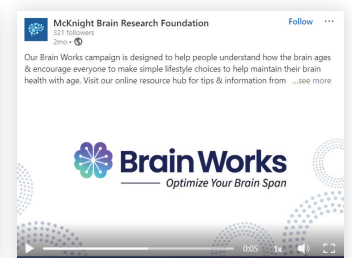 McKnight Brain Research Foundation
Follow ...
321 followers
2mo •
Our Brain Works campaign is designed to help people understand how the brain ages
& encourage everyone to make simple lifestyle choices to help maintain their brain
health with age. Visit our online resource hub for tips & information from ...see more
Brain Works
Optimize Your Brain Span
0:05 1x